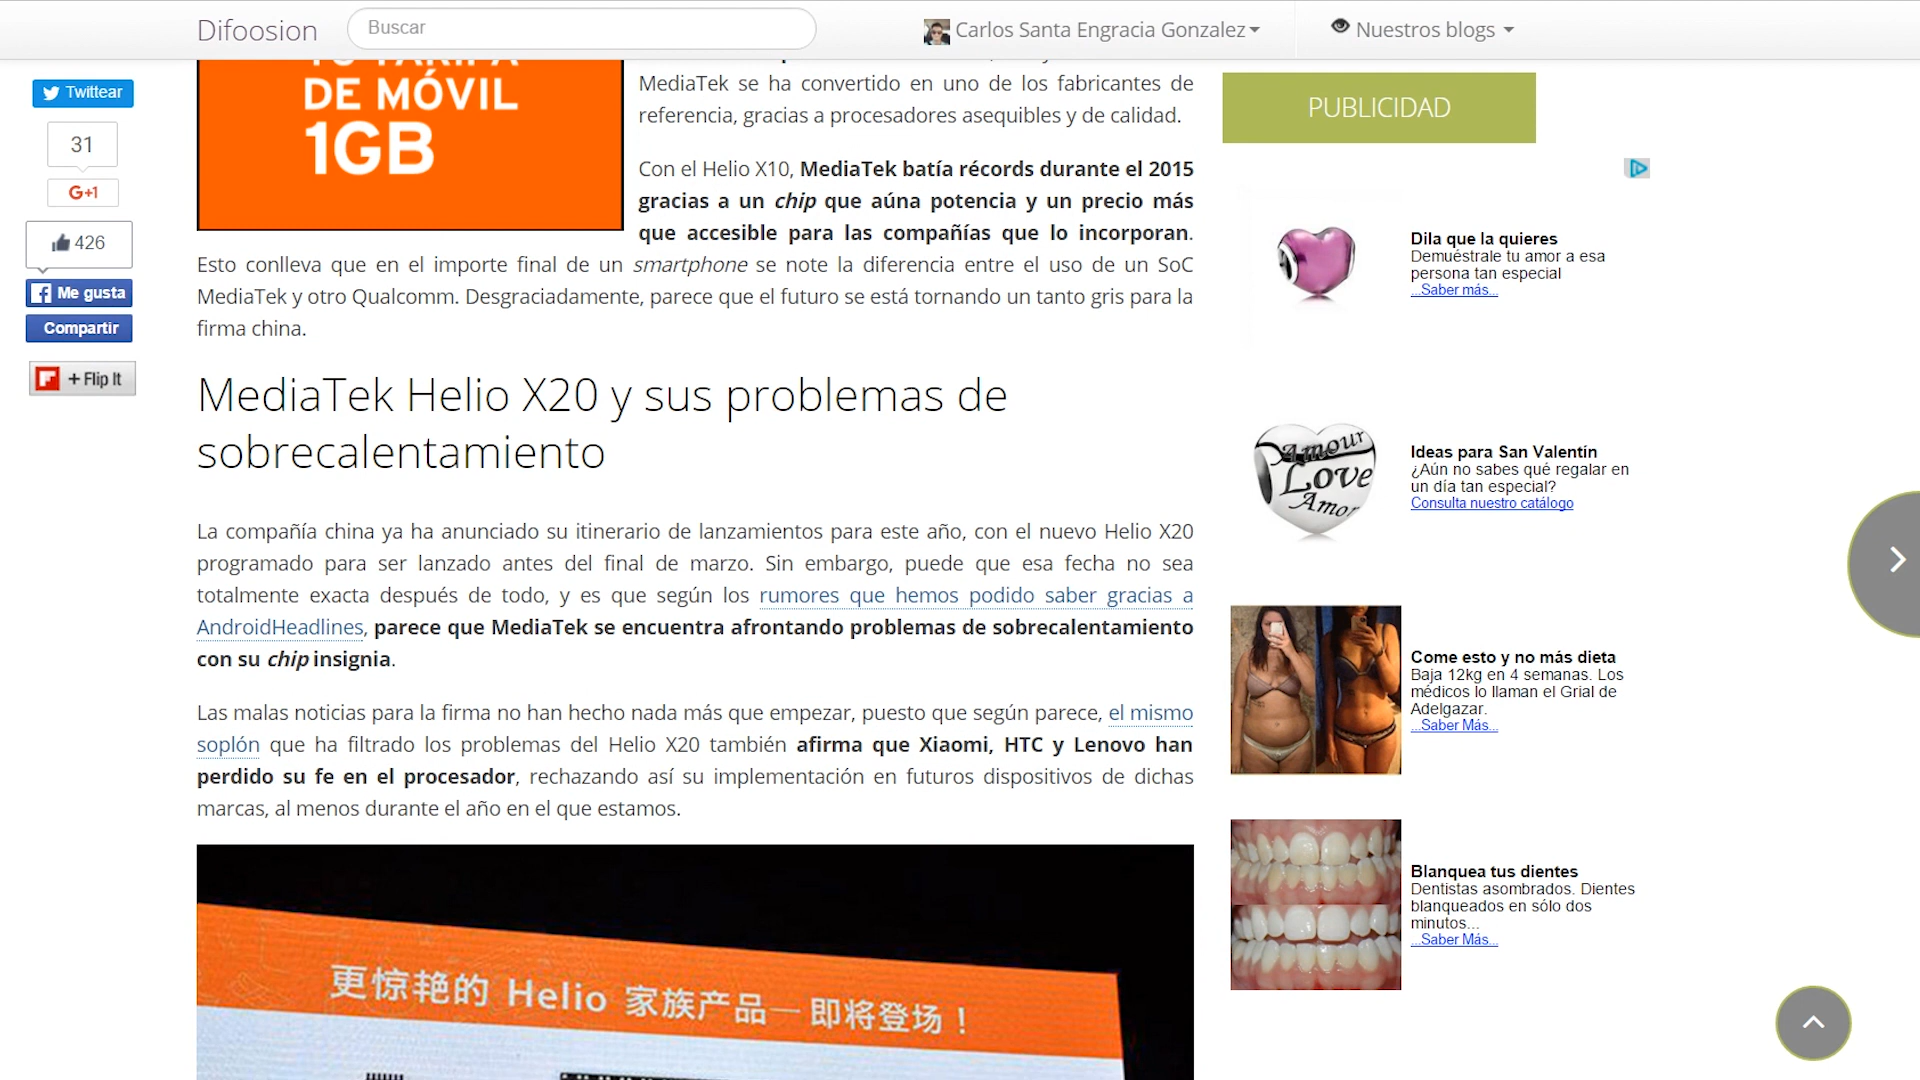 Difoosion
Buscar
Carlos Santa Engracia Gonzalez
Nuestros blogs
Twittear
31
G+1
426
Me gusta
Compartir
+ Flip It
TU TARIFA
DE MÓVIL
1GB
MediaTek se ha convertido en uno de los fabricantes de
referencia, gracias a procesadores asequibles y de calidad.
Con el Helio X10, MediaTek batía récords durante el 2015
gracias a un chip que aúna potencia y un precio más
que accesible para las compañías que lo incorporan.
Esto conlleva que en el importe final de un smartphone se note la diferencia entre el uso de un SoC
MediaTek y otro Qualcomm. Desgraciadamente, parece que el futuro se está tornando un tanto gris para la
firma china.
MediaTek Helio X20 y sus problemas de
sobrecalentamiento
La compañía china ya ha anunciado su itinerario de lanzamientos para este año, con el nuevo Helio X20
programado para ser lanzado antes del final de marzo. Sin embargo, puede que esa fecha no sea
totalmente exacta después de todo, y es que según los rumores que hemos podido saber gracias a
AndroidHeadlines, parece que MediaTek se encuentra afrontando problemas de sobrecalentamiento
con su chip insignia.
Las malas noticias para la firma no han hecho nada más que empezar, puesto que según parece, el mismo
soplón que ha filtrado los problemas del Helio X20 también afirma que Xiaomi, HTC y Lenovo han
perdido su fe en el procesador, rechazando así su implementación en futuros dispositivos de dichas
marcas, al menos durante el año en el que estamos.
更惊艳的 Helio 家族产品一即将登场！
PUBLICIDAD
Dila que la quieres
Demuéstrale tu amor a esa
persona tan especial
...Saber más...
Amour
Love
Amor
Ideas para San Valentín
¿Aún no sabes qué regalar en
un día tan especial?
Consulta nuestro catálogo
Come esto y no más dieta
Baja 12kg en 4 semanas. Los
médicos lo llaman el Grial de
Adelgazar.
...Saber Más...
Blanquea tus dientes
Dentistas asombrados. Dientes
blanqueados en sólo dos
minutos...
...Saber Más...